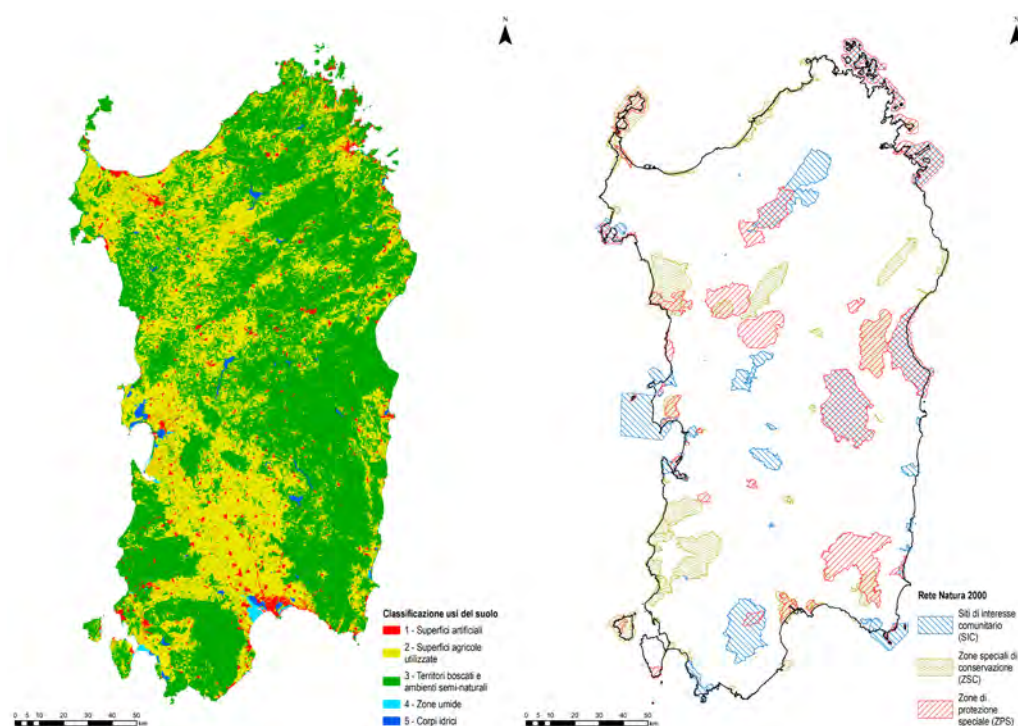 N
Classificazione usi del suolo
1 - Superfici artificiali
2 - Superfici agricole
utilizzate
3 - Territori boscati e
ambienti semi-naturali
4 - Zone umide
5 - Corpi idrici
0 5 10 20 30 40 50
km
N
Rete Natura 2000
Siti di interesse
comunitario (SIC)
Zone speciali di
conservazione
(ZSC)
Zone di
protezione
speciale (ZPS)
0 5 10 20 30 40 50
km